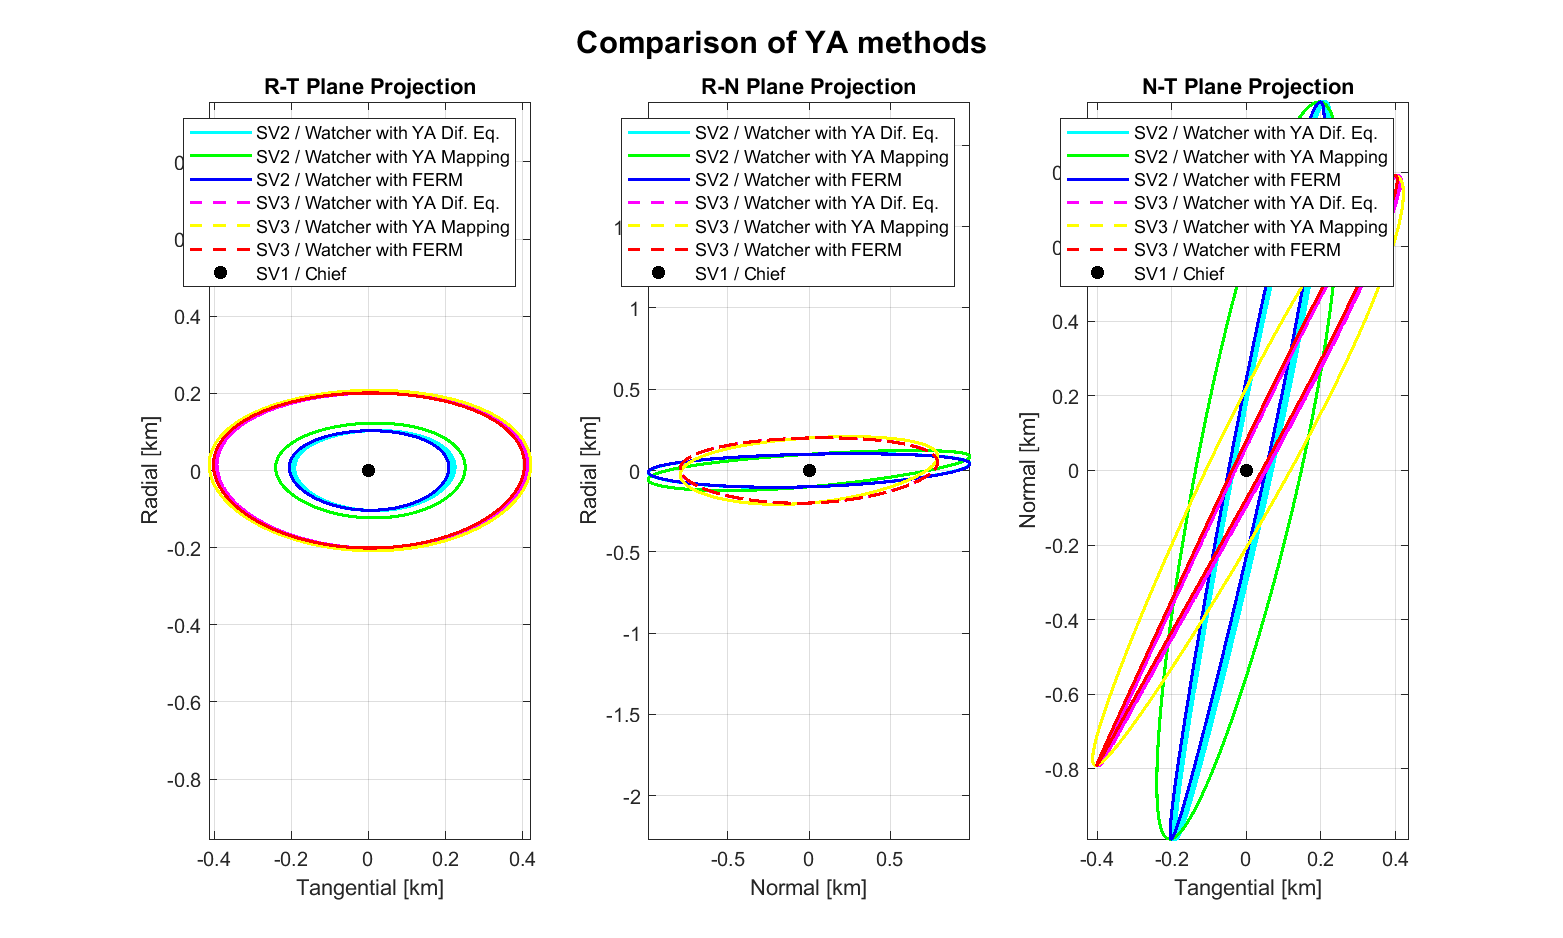 Comparison of YA methods
R-T Plane Projection
SV2 / Watcher with YA Dif. Eq.
SV2 / Watcher with YA Mapping
SV2 / Watcher with FERM
SV3 / Watcher with YA Dif. Eq.
SV3 / Watcher with YA Mapping
SV3 / Watcher with FERM
SV1 / Chief
0.4
0.2
0
-0.2
-0.4
-0.6
-0.8
Radial [km]
-0.4 -0.2 0 0.2 0.4
Tangential [km]
R-N Plane Projection
SV2 / Watcher with YA Dif. Eq.
SV2 / Watcher with YA Mapping
SV2 / Watcher with FERM
SV3 / Watcher with YA Dif. Eq.
SV3 / Watcher with YA Mapping
SV3 / Watcher with FERM
SV1 / Chief
1
0.5
0
-0.5
-1
-1.5
-2
Radial [km]
-0.5 0 0.5
Normal [km]
N-T Plane Projection
SV2 / Watcher with YA Dif. Eq.
SV2 / Watcher with YA Mapping
SV2 / Watcher with FERM
SV3 / Watcher with YA Dif. Eq.
SV3 / Watcher with YA Mapping
SV3 / Watcher with FERM
SV1 / Chief
0.4
0.2
0
-0.2
-0.4
-0.6
-0.8
Normal [km]
-0.4 -0.2 0 0.2 0.4
Tangential [km]